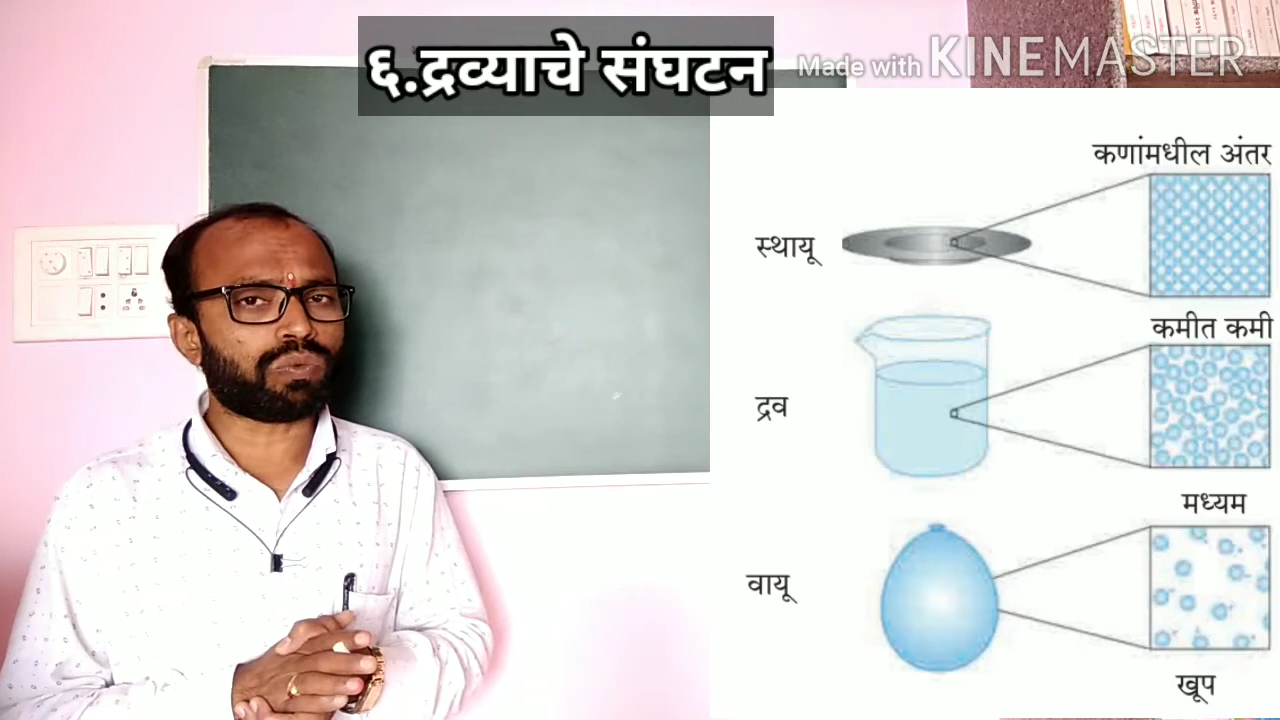 ६.द्रव्याचे संघटन
Made with KINEMASTER
कणांमधील अंतर
स्थायू
कमीत कमी
द्रव
मध्यम
वायू
खूप